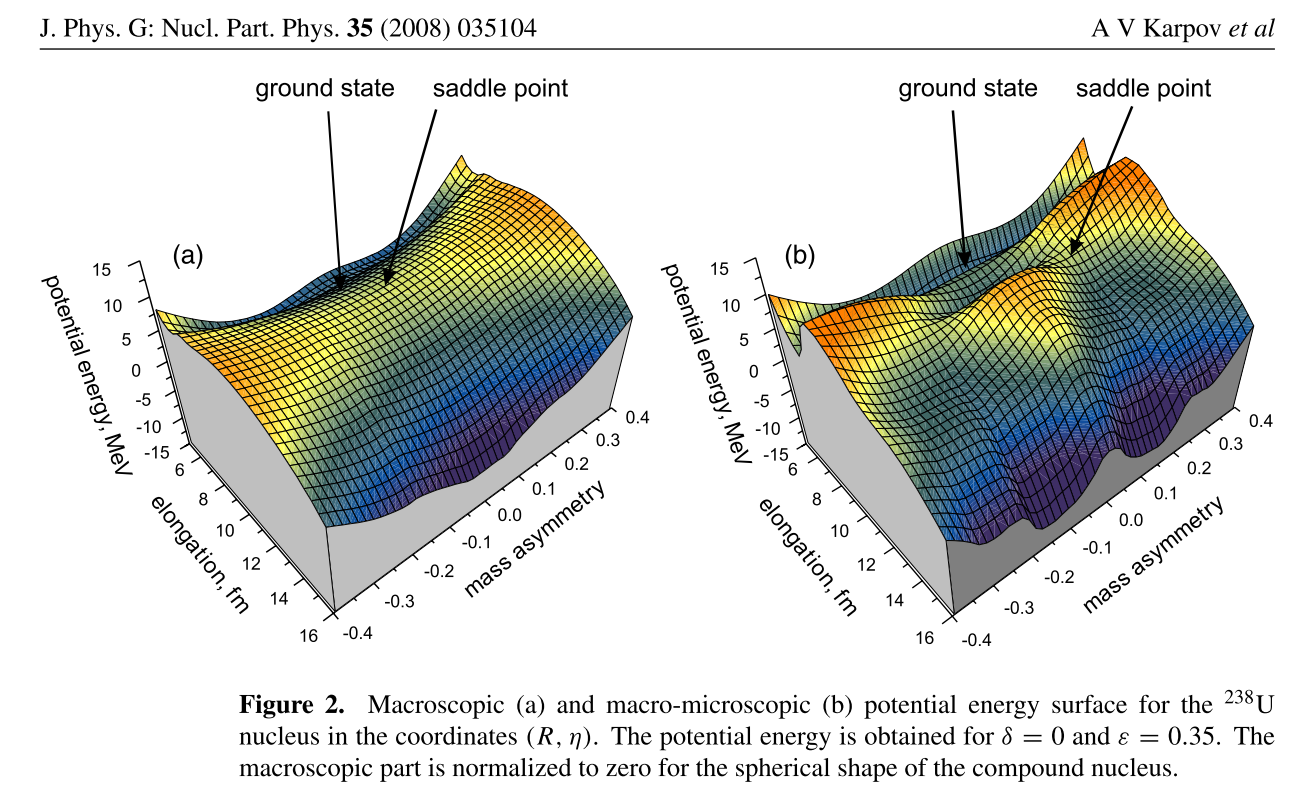 J. Phys. G: Nucl. Part. Phys. 35 (2008) 035104
A V Karpov et al
ground state
saddle point
(a)
potential energy, MeV
15
10
5
0
-5
-10
-15
elongation, fm
6
8
10
12
14
16
mass asymmetry
-0.4
-0.3
-0.2
-0.1
0.0
0.1
0.2
0.3
0.4
ground state
saddle point
(b)
potential energy, MeV
15
10
5
0
-5
-10
-15
elongation, fm
6
8
10
12
14
16
mass asymmetry
-0.4
-0.3
-0.2
-0.1
0.0
0.1
0.2
0.3
0.4
Figure 2. Macroscopic (a) and macro-microscopic (b) potential energy surface for the ²³⁸U
nucleus in the coordinates (R, η). The potential energy is obtained for δ = 0 and ε = 0.35. The
macroscopic part is normalized to zero for the spherical shape of the compound nucleus.